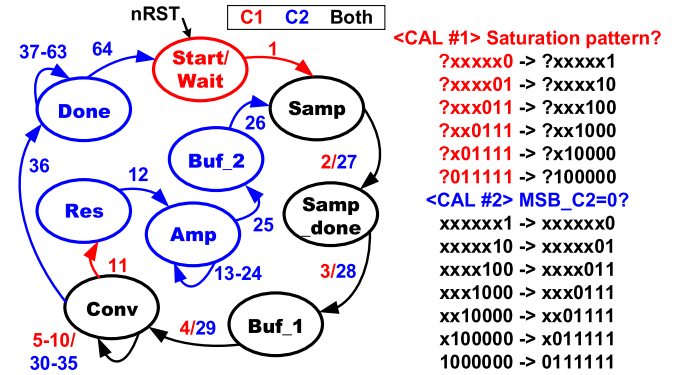 nRST
C1 C2 Both
37-63
64
Start/
Wait
1
Done
Samp
26
Buf_2
36
12
2/27
Res
Amp
25
Samp
_done
11
13-24
3/28
Conv
4/29
Buf_1
5-10/
30-35
<CAL #1> Saturation pattern?
?xxxxx0 -> ?xxxxx1
?xxxx01 -> ?xxxx10
?xxx011 -> ?xxx100
?xx0111 -> ?xx1000
?x01111 -> ?x10000
?011111 -> ?100000
<CAL #2> MSB_C2=0?
xxxxxx1 -> xxxxxx0
xxxxx10 -> xxxxx01
xxxx100 -> xxxx011
xxx1000 -> xxx0111
xx10000 -> xx01111
x100000 -> x011111
1000000 -> 0111111